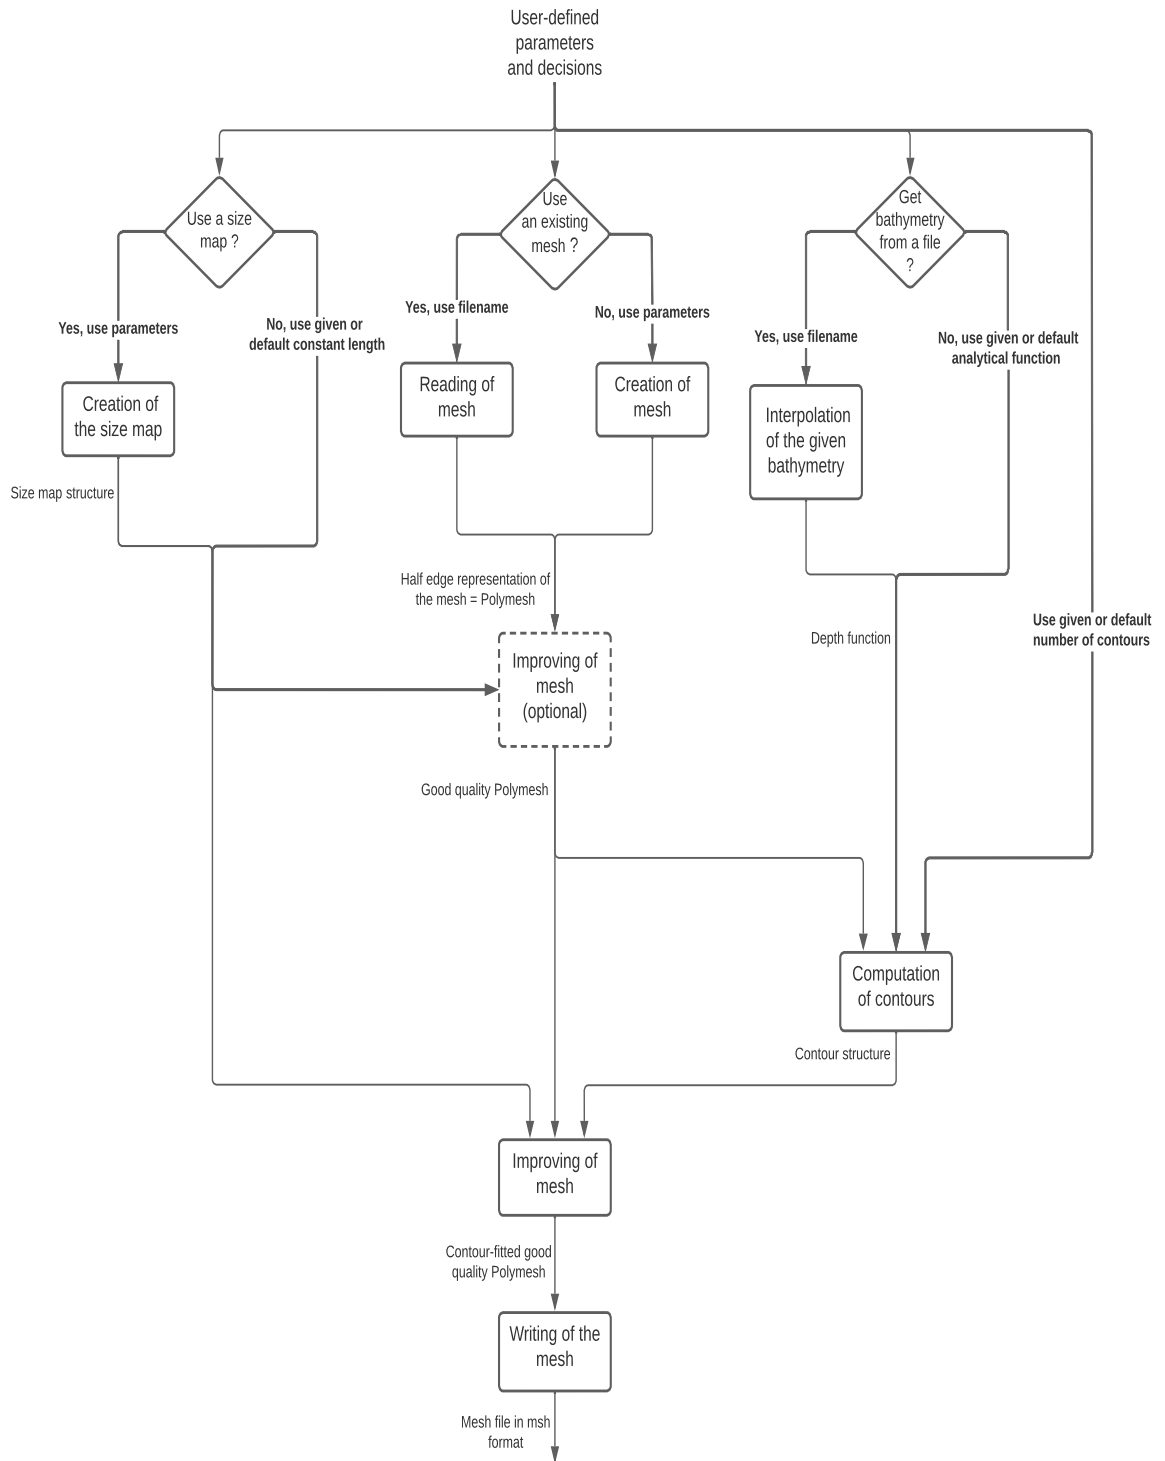 User-defined
parameters
and decisions
Use a size
map ?
Use
an existing
mesh ?
Get
bathymetry
from a file
?
Yes, use parameters
No, use given or
default constant length
Yes, use filename
No, use parameters
Yes, use filename
No, use given or default
analytical function
Creation of
the size map
Reading of
mesh
Creation of
mesh
Interpolation
of the given
bathymetry
Size map structure
Half edge representation of
the mesh = Polymesh
Depth function
Use given or default
number of contours
Improving of
mesh
(optional)
Good quality Polymesh
Computation
of contours
Contour structure
Improving of
mesh
Contour-fitted good
quality Polymesh
Writing of the
mesh
Mesh file in msh
format